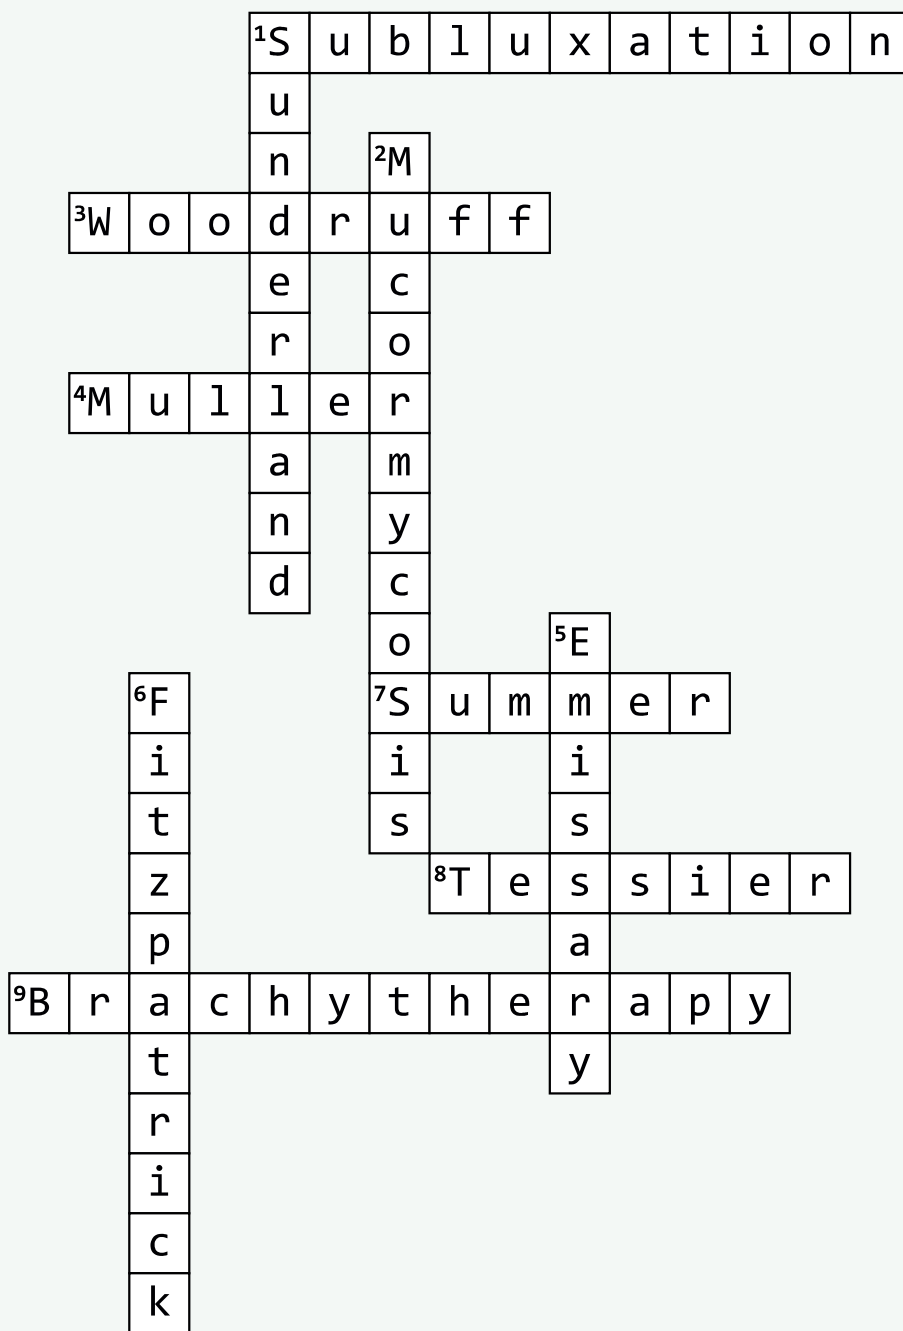 1Subluxation
Sunderland
2Mucormycosis
3Woodruff
4Muller
5Emissary
6Fitzpatrick
7Summer
8Tessier
9Brachytherapy